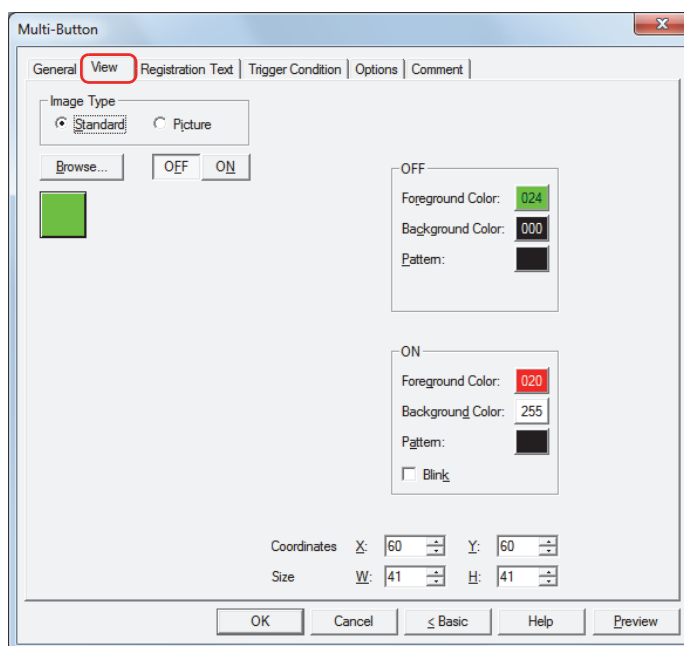 Multi-Button
General View Registration Text Trigger Condition Options Comment
Image Type
Standard Picture
Browse... OFF ON
OFF
Foreground Color: 024
Background Color: 000
Pattern:
ON
Foreground Color: 020
Background Color: 255
Pattern:
Blink
Coordinates X: 60 Y: 60
Size W: 41 H: 41
OK Cancel < Basic Help Preview